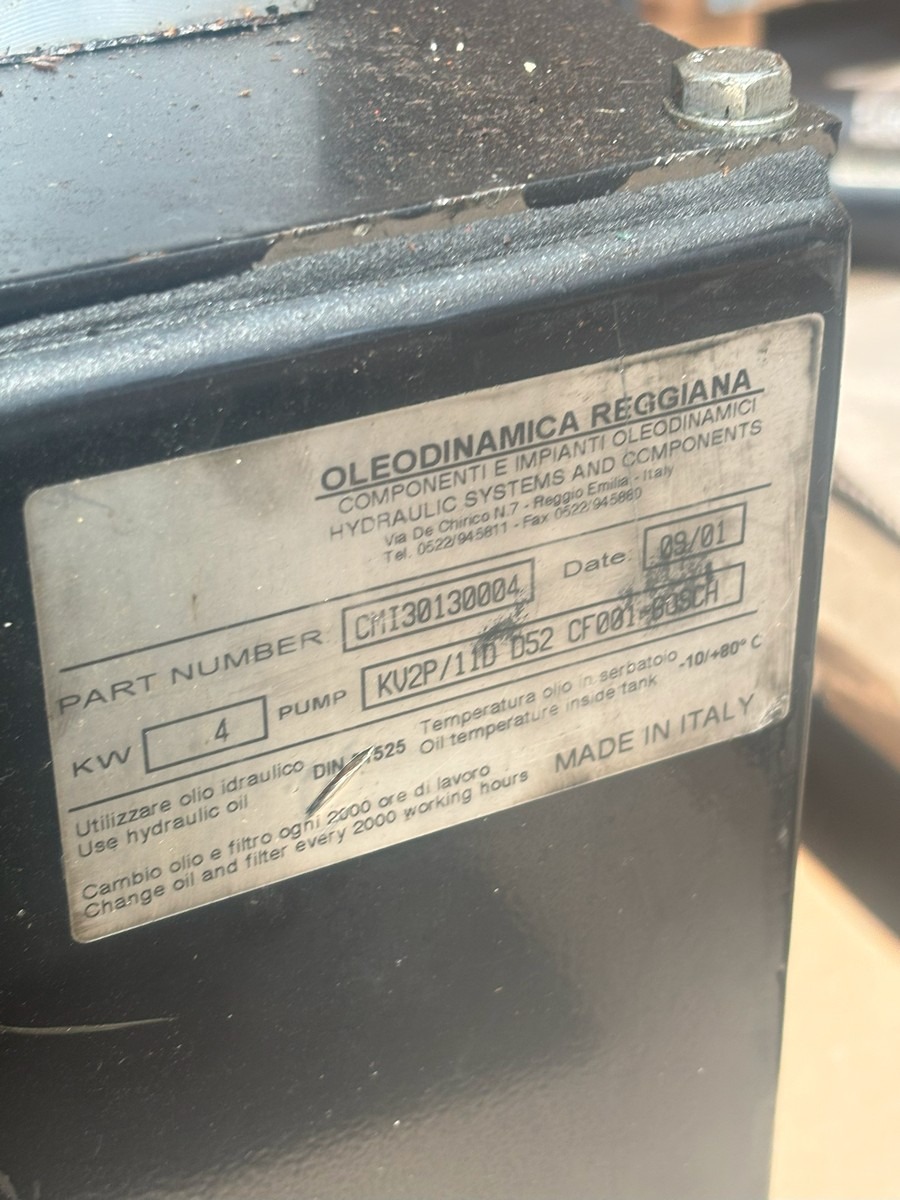 OLEODINAMICA REGGIANA
COMPONENTI E IMPIANTI OLEODINAMICI
HYDRAULIC SYSTEMS AND COMPONENTS
Via De Chirico N.7 - Reggio Emilia - Italy
Tel. 0522/945811 - Fax 0522/945880
PART NUMBER CMI30130004 Date 09/01
KW 4 PUMP KV2P/11D D52 CF001-BOSCH
Utilizzare olio idraulico DIN
Use hydraulic oil
Temperatura olio in serbatoio -10/+80° C
Oil temperature inside tank
Cambio olio e filtro ogni 2000 ore di lavoro
Change oil and filter every 2000 working hours
MADE IN ITALY